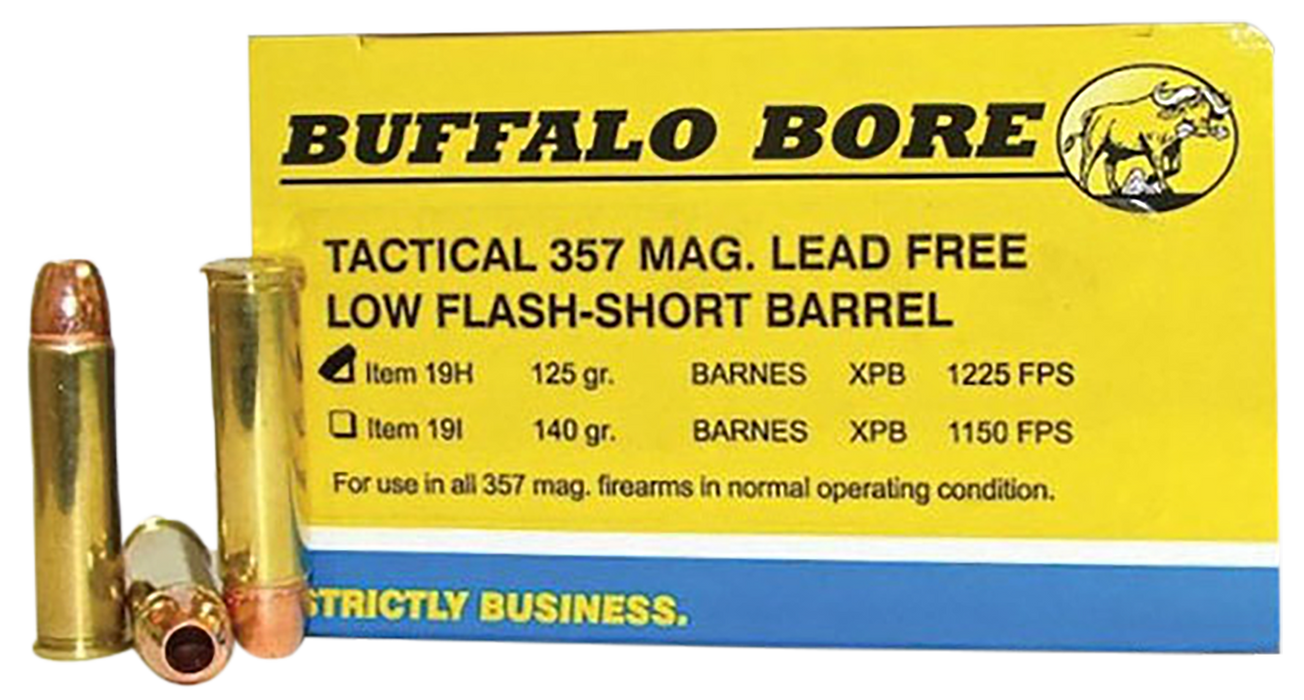 BUFFALO BORE
TACTICAL 357 MAG. LEAD FREE
LOW FLASH-SHORT BARREL
Item 19H 125 gr. BARNES XPB 1225 FPS
Item 19I 140 gr. BARNES XPB 1150 FPS
For use in all 357 mag. firearms in normal operating condition.
STRICTLY BUSINESS.